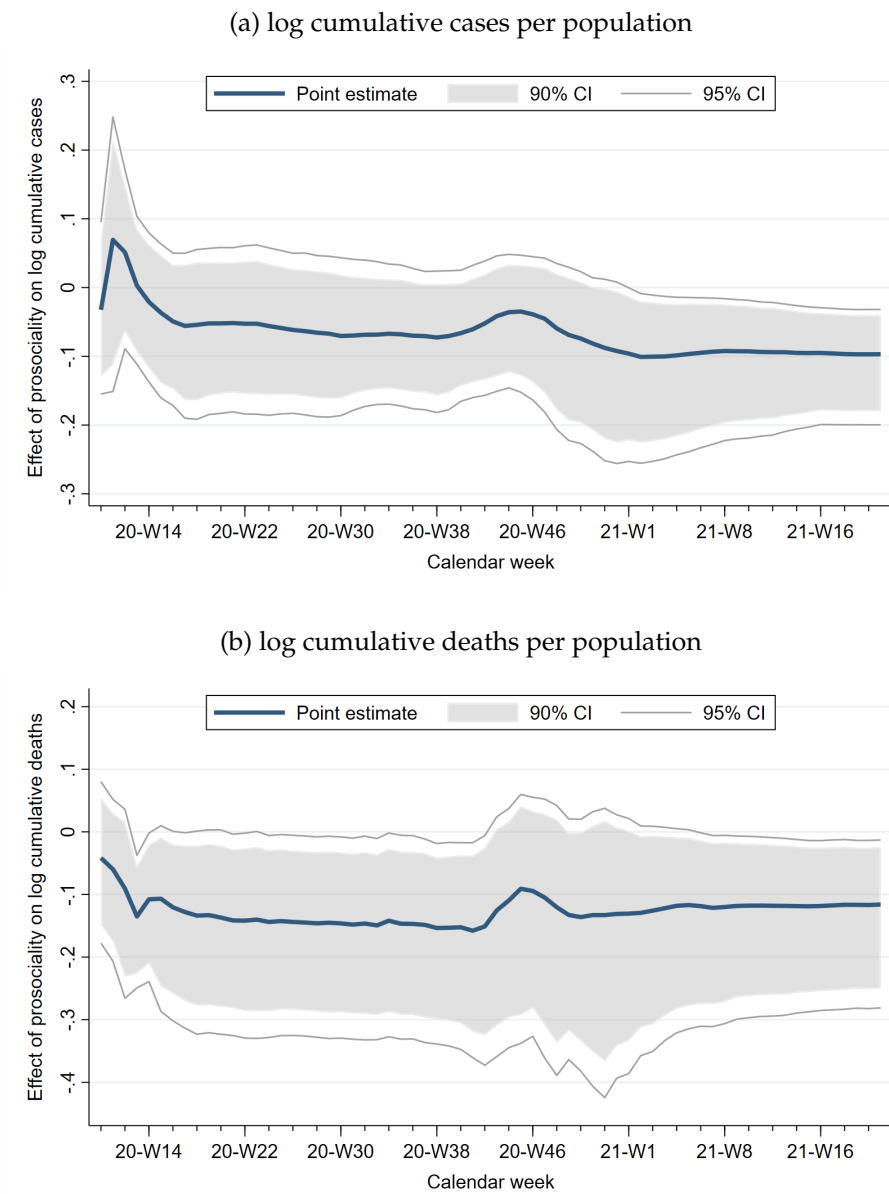 (a) log cumulative cases per population
Point estimate 90% CI 95% CI
Effect of prosociality on log cumulative cases
.3
.2
.1
0
-.1
-.2
-.3
20-W14 20-W22 20-W30 20-W38 20-W46 21-W1 21-W8 21-W16
Calendar week
(b) log cumulative deaths per population
Point estimate 90% CI 95% CI
Effect of prosociality on log cumulative deaths
.2
.1
0
-.1
-.2
-.3
-.4
20-W14 20-W22 20-W30 20-W38 20-W46 21-W1 21-W8 21-W16
Calendar week